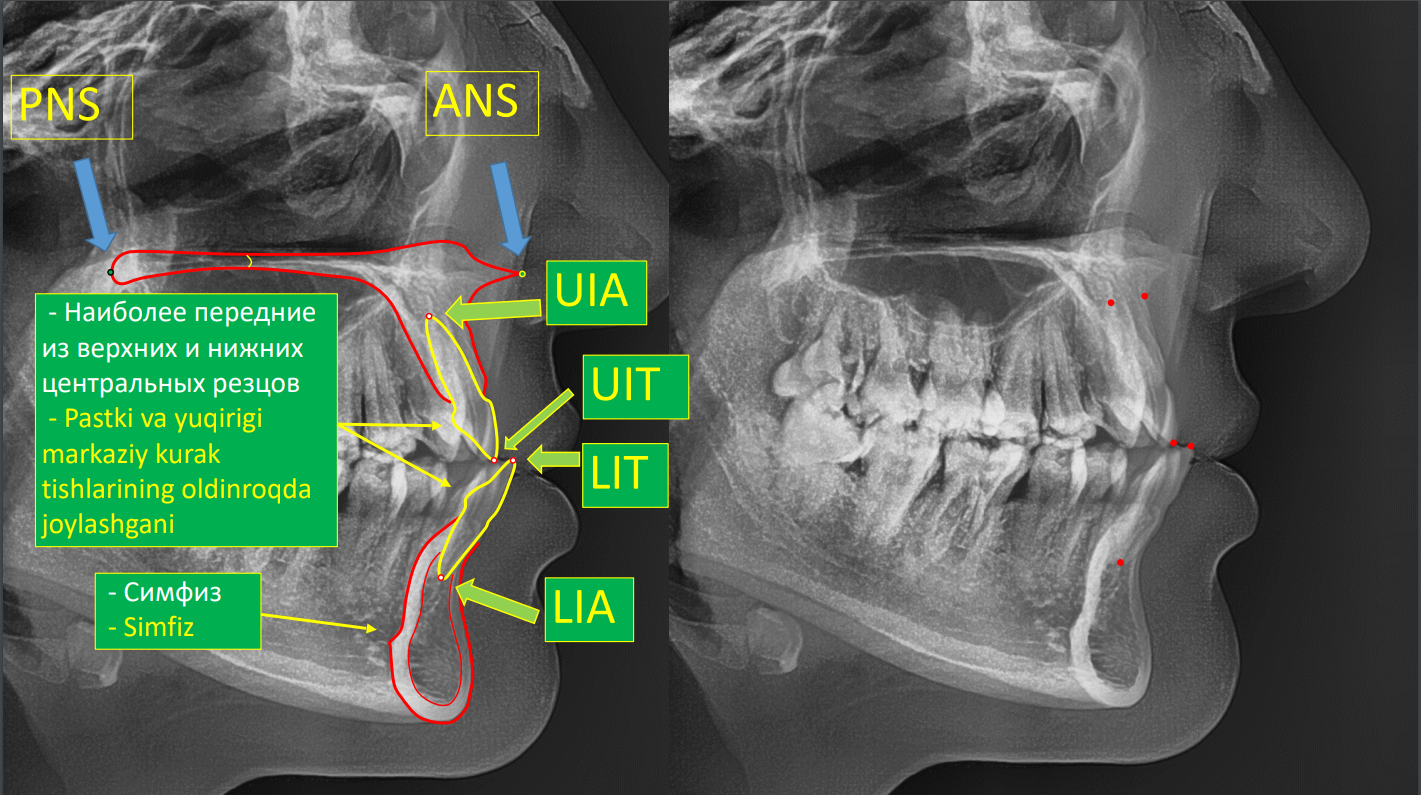 PNS
ANS
UIA
- Наиболее передние
из верхних и нижних
центральных резцов
- Pastki va yuqirigi
markaziy kurak
tishlarining oldinroqda
joylashgani
UIT
LIT
- Симфиз
- Simfiz
LIA